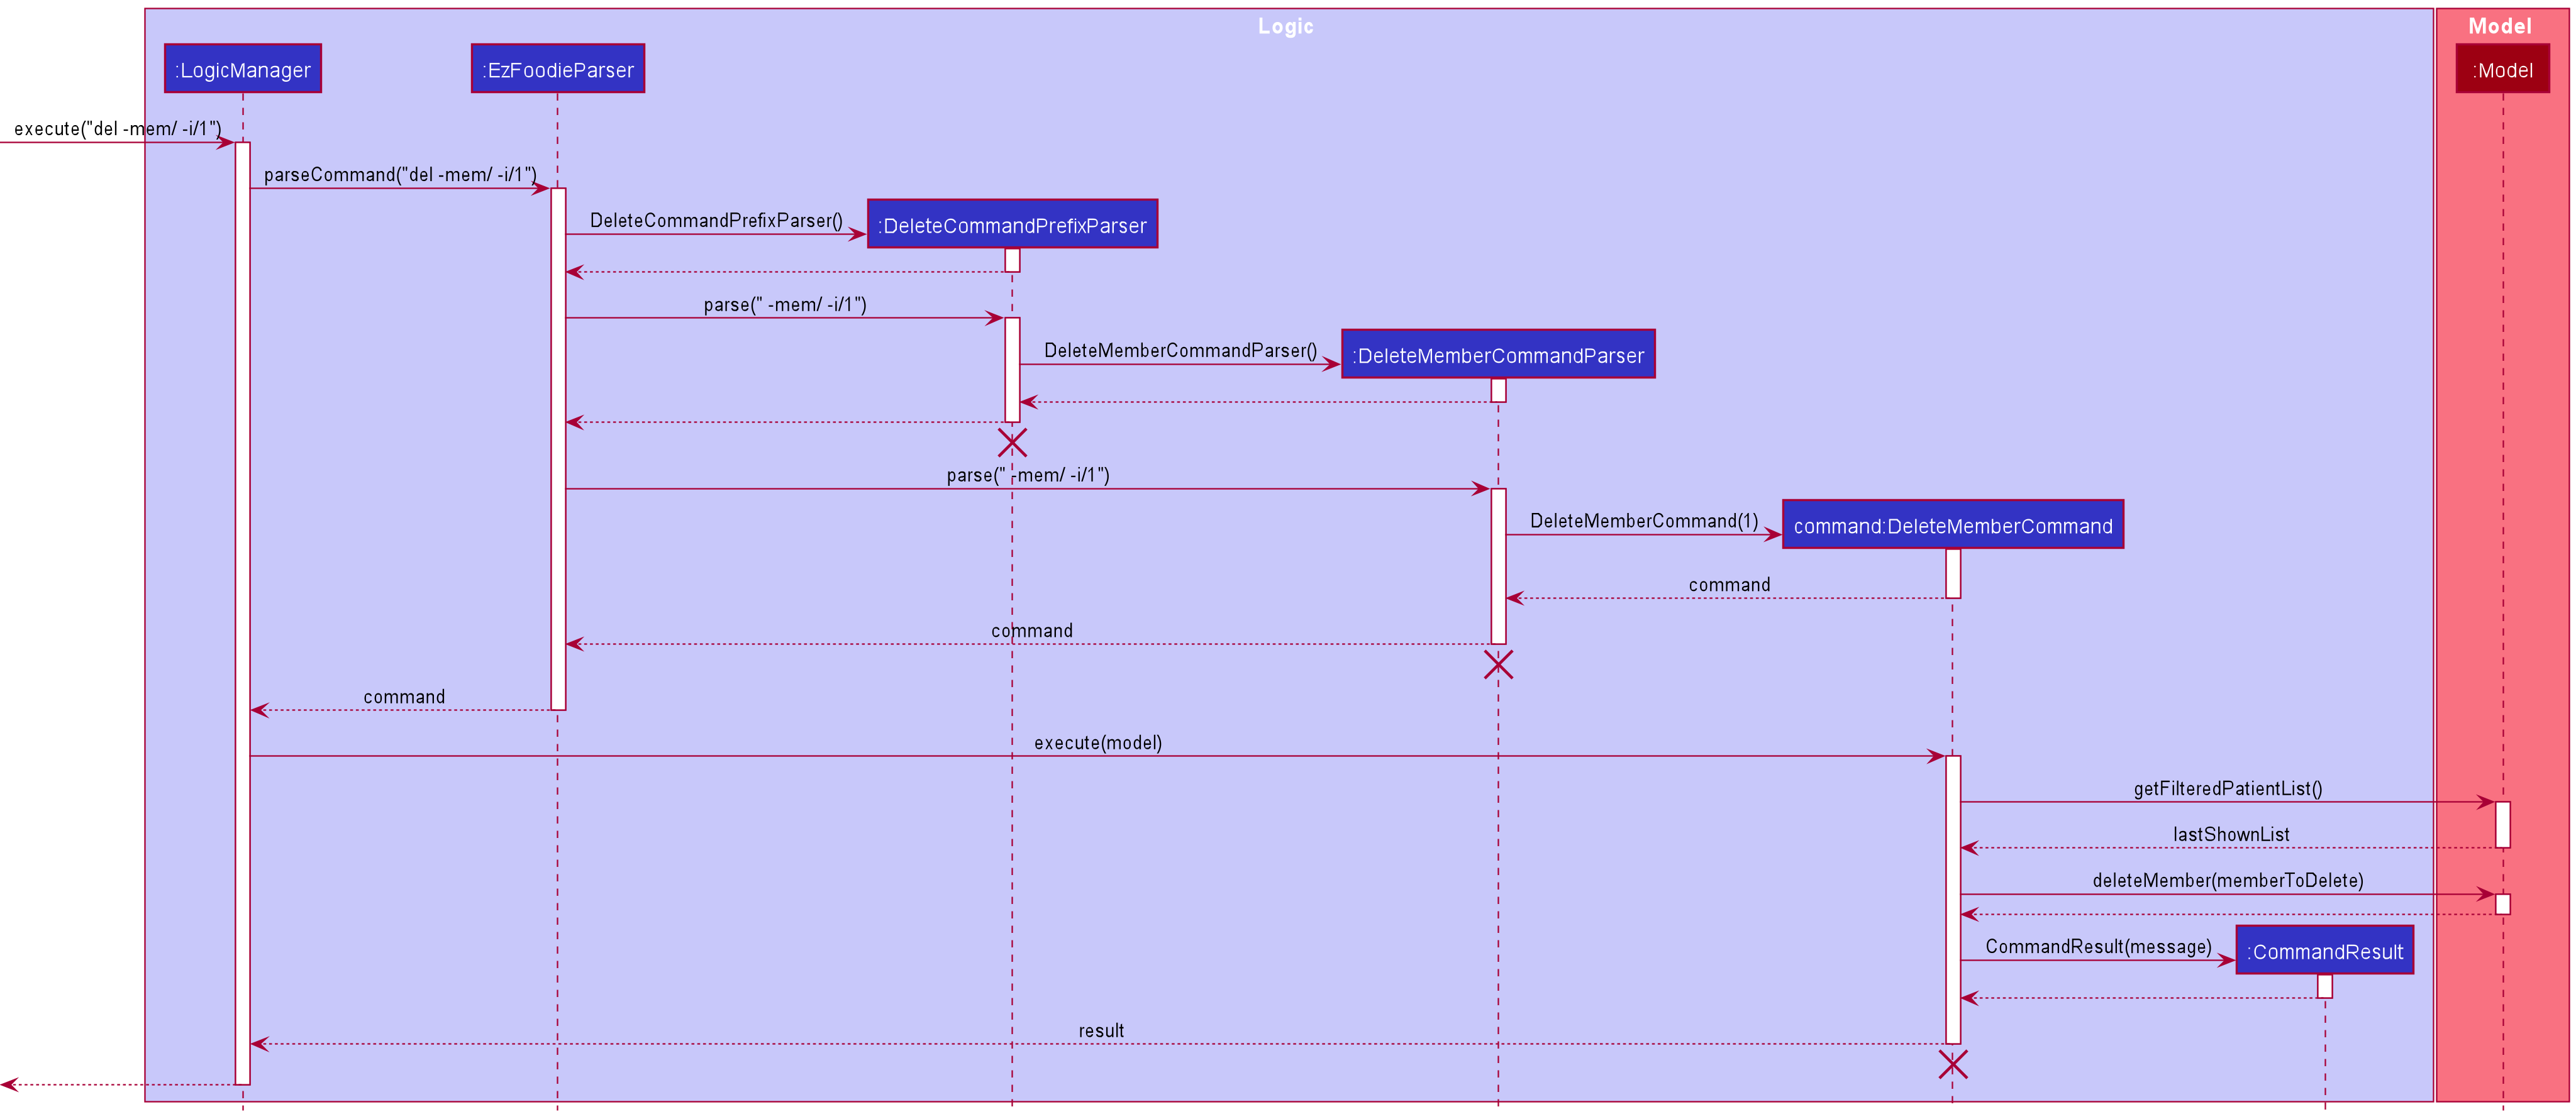 Logic
Model
:LogicManager
:EzFoodieParser
:Model
execute("del -mem/ -i/1")
parseCommand("del -mem/ -i/1")
DeleteCommandPrefixParser()
:DeleteCommandPrefixParser
parse(" -mem/ -i/1")
DeleteMemberCommandParser()
:DeleteMemberCommandParser
parse(" -mem/ -i/1")
DeleteMemberCommand(1)
command:DeleteMemberCommand
command
command
command
execute(model)
getFilteredPatientList()
lastShownList
deleteMember(memberToDelete)
CommandResult(message)
:CommandResult
result